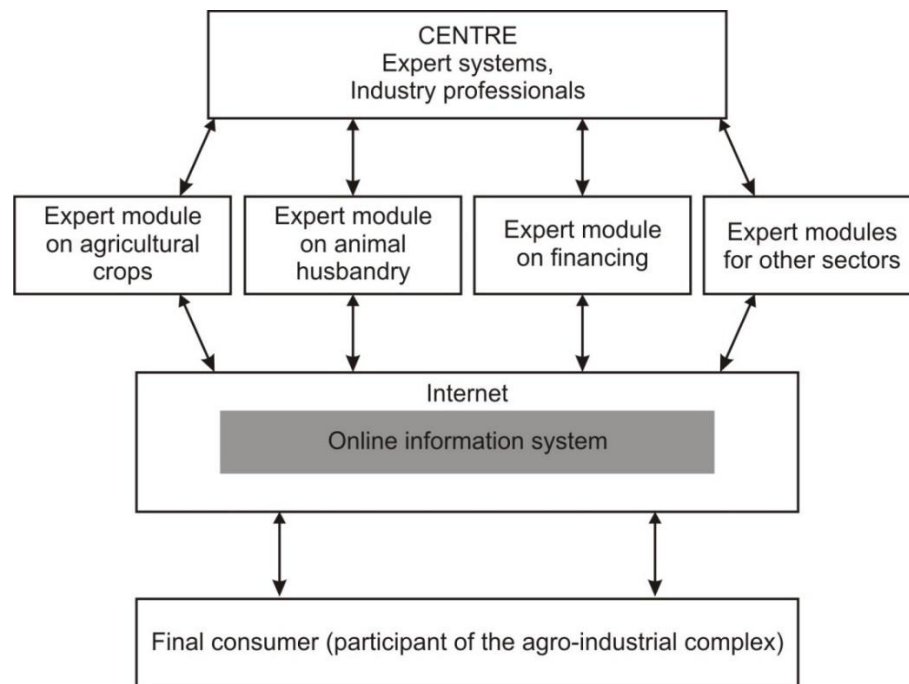 CENTRE
Expert systems,
Industry professionals
Expert module
on agricultural
crops
Expert module
on animal
husbandry
Expert module
on financing
Expert modules
for other sectors
Internet
Online information system
Final consumer (participant of the agro-industrial complex)